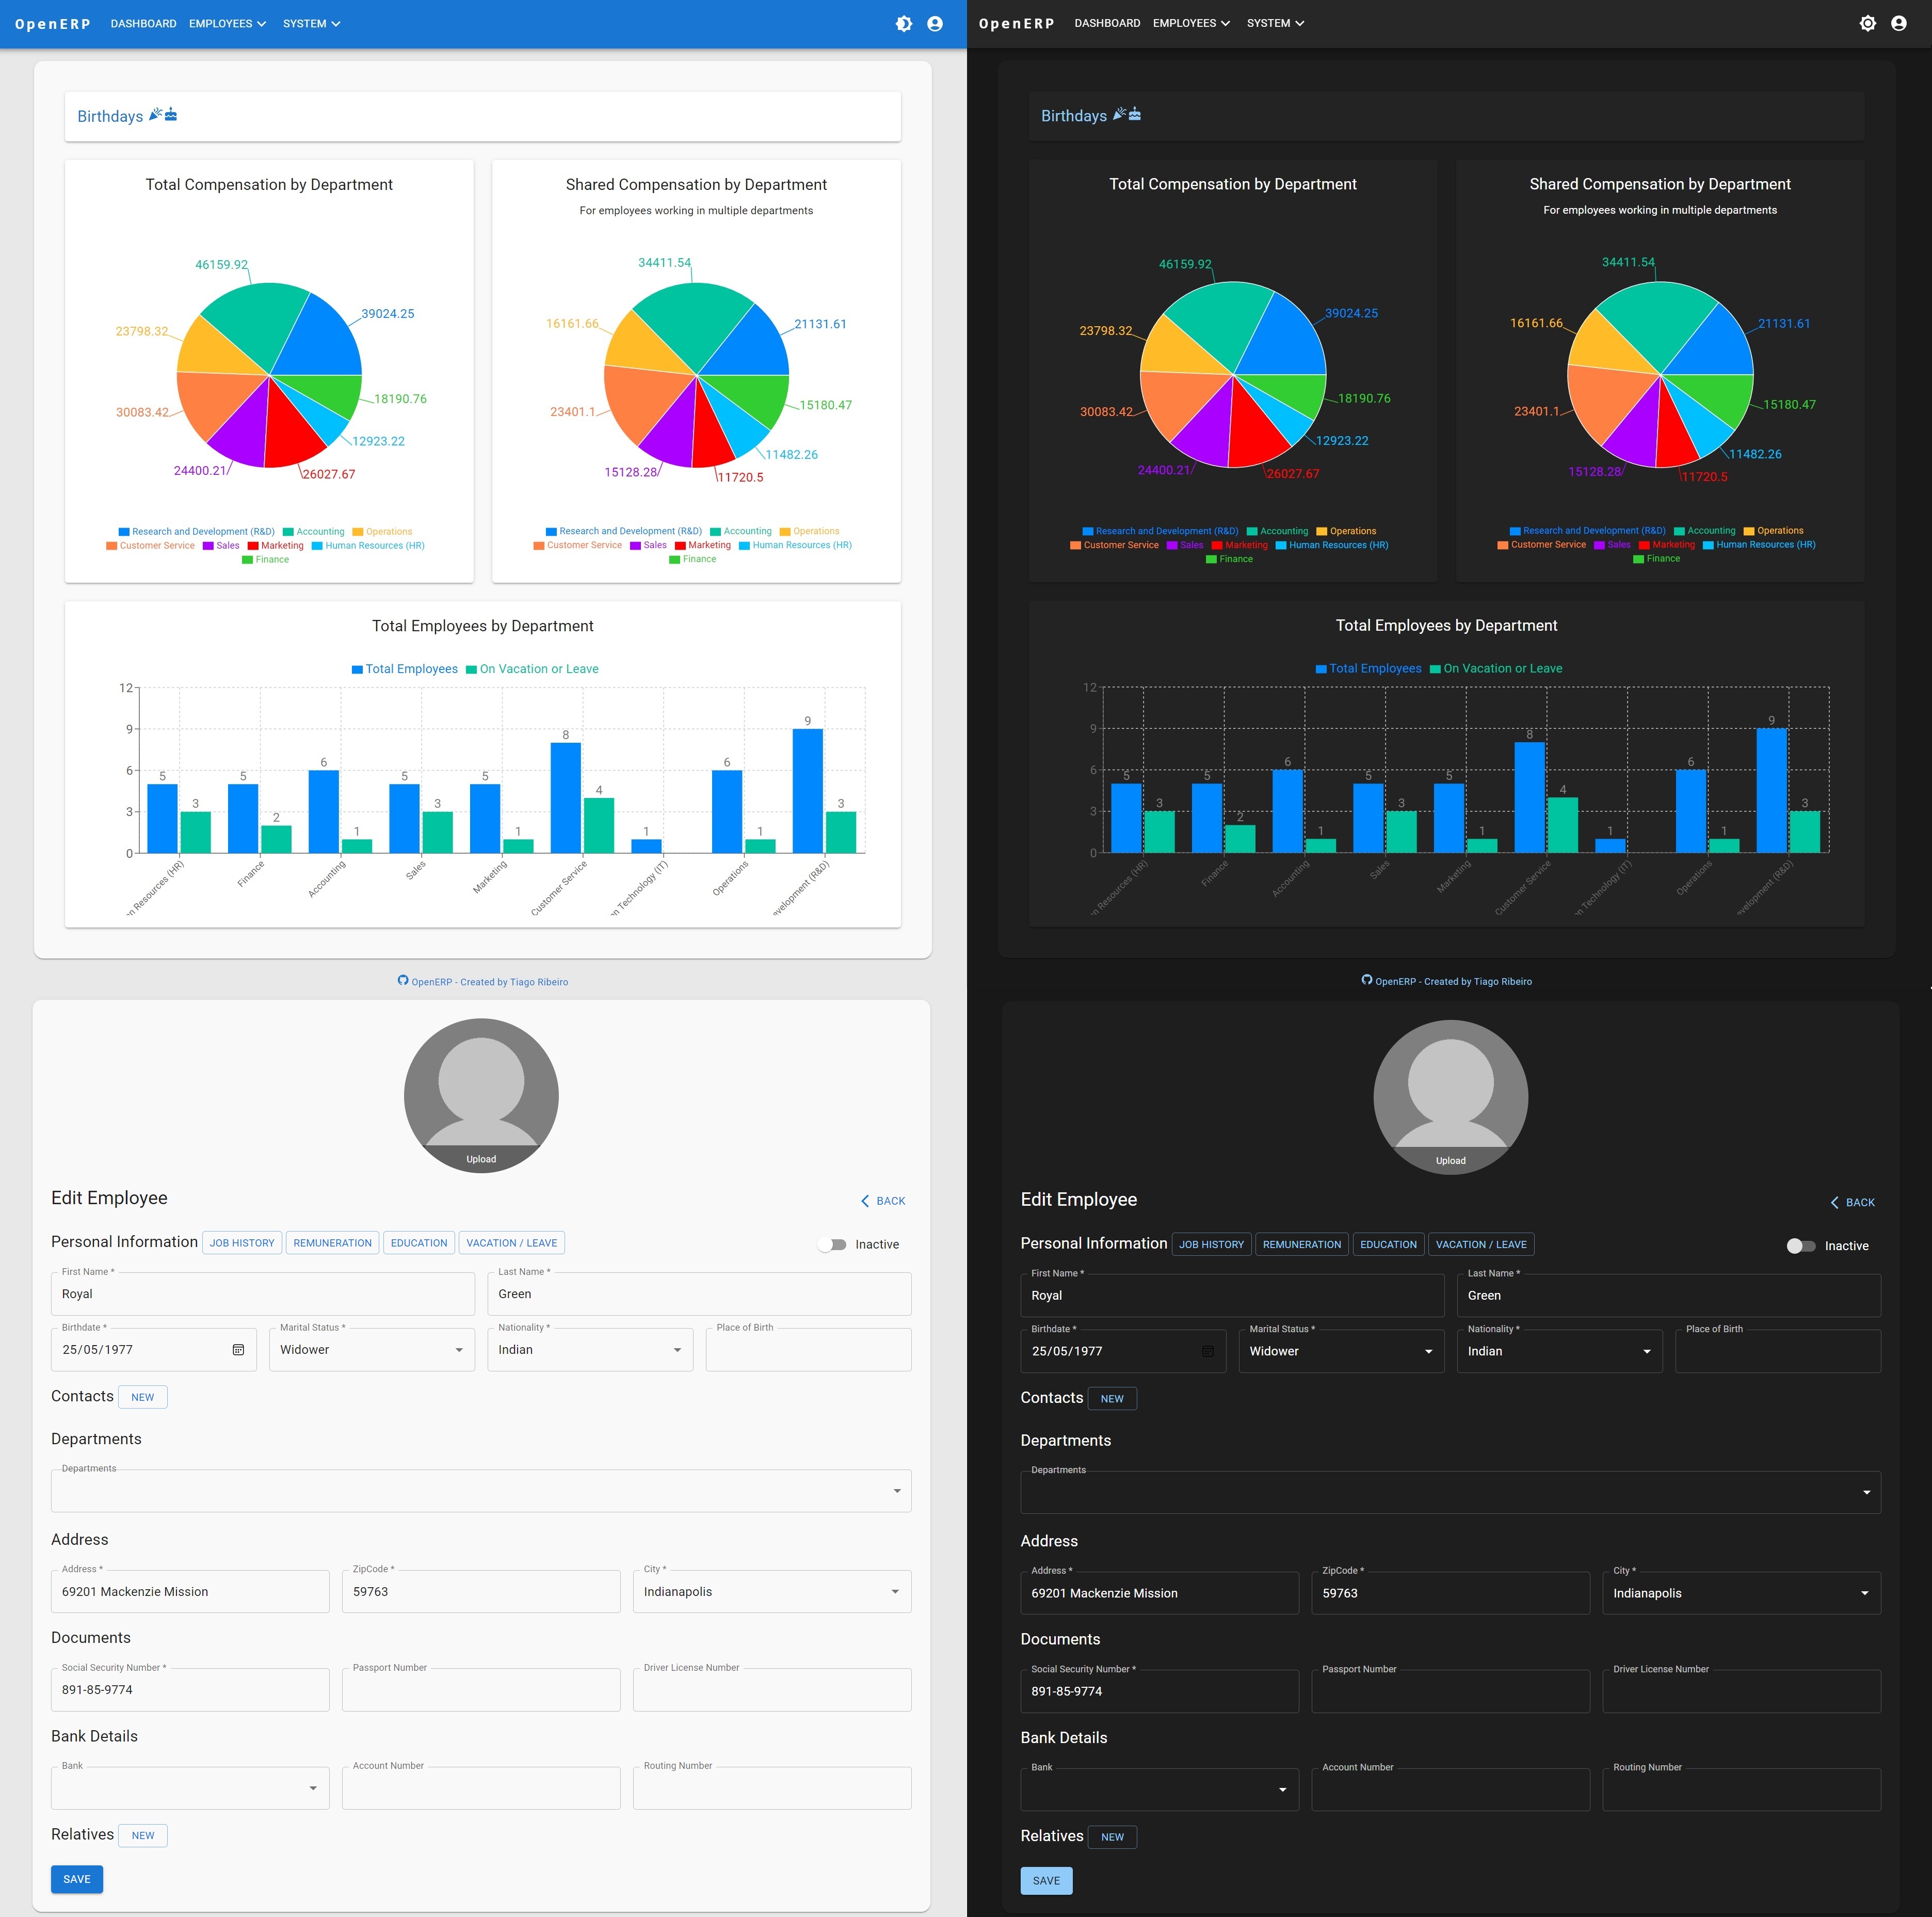 OpenERP DASHBOARD EMPLOYEES SYSTEM
Birthdays
Total Compensation by Department
46159.92
39024.25
23798.32
18190.76
30083.42
12923.22
24400.21
26027.67
Research and Development (R&D) Accounting Operations
Customer Service Sales Marketing Human Resources (HR)
Finance
Shared Compensation by Department
For employees working in multiple departments
34411.54
21131.61
16161.66
15180.47
23401.1
11482.26
15128.28
11720.5
Research and Development (R&D) Accounting Operations
Customer Service Sales Marketing Human Resources (HR)
Finance
Total Employees by Department
Total Employees On Vacation or Leave
12
9
6
3
0
5 3 5 2 6 1 5 3 5 1 8 4 1 6 1 9 3
n Resources (HR) Finance Accounting Sales Marketing Customer Service n Technology (IT) Operations evelopment (R&D)
OpenERP - Created by Tiago Ribeiro
Upload
Edit Employee
BACK
Personal Information JOB HISTORY REMUNERATION EDUCATION VACATION / LEAVE Inactive
First Name * Last Name *
Royal Green
Birthdate * Marital Status * Nationality * Place of Birth
25/05/1977 Widower Indian
Contacts NEW
Departments
Departments
Address
Address * ZipCode * City *
69201 Mackenzie Mission 59763 Indianapolis
Documents
Social Security Number * Passport Number Driver License Number
891-85-9774
Bank Details
Bank Account Number Routing Number
Relatives NEW
SAVE
OpenERP DASHBOARD EMPLOYEES SYSTEM
Birthdays
Total Compensation by Department
46159.92
39024.25
23798.32
18190.76
30083.42
12923.22
24400.21
26027.67
Research and Development (R&D) Accounting Operations
Customer Service Sales Marketing Human Resources (HR)
Finance
Shared Compensation by Department
For employees working in multiple departments
34411.54
21131.61
16161.66
15180.47
23401.1
11482.26
15128.28
11720.5
Research and Development (R&D) Accounting Operations
Customer Service Sales Marketing Human Resources (HR)
Finance
Total Employees by Department
Total Employees On Vacation or Leave
12
9
6
3
0
5 3 5 2 6 1 5 3 5 1 8 4 1 6 1 9 3
n Resources (HR) Finance Accounting Sales Marketing Customer Service n Technology (IT) Operations evelopment (R&D)
OpenERP - Created by Tiago Ribeiro
Upload
Edit Employee
BACK
Personal Information JOB HISTORY REMUNERATION EDUCATION VACATION / LEAVE Inactive
First Name * Last Name *
Royal Green
Birthdate * Marital Status * Nationality * Place of Birth
25/05/1977 Widower Indian
Contacts NEW
Departments
Departments
Address
Address * ZipCode * City *
69201 Mackenzie Mission 59763 Indianapolis
Documents
Social Security Number * Passport Number Driver License Number
891-85-9774
Bank Details
Bank Account Number Routing Number
Relatives NEW
SAVE